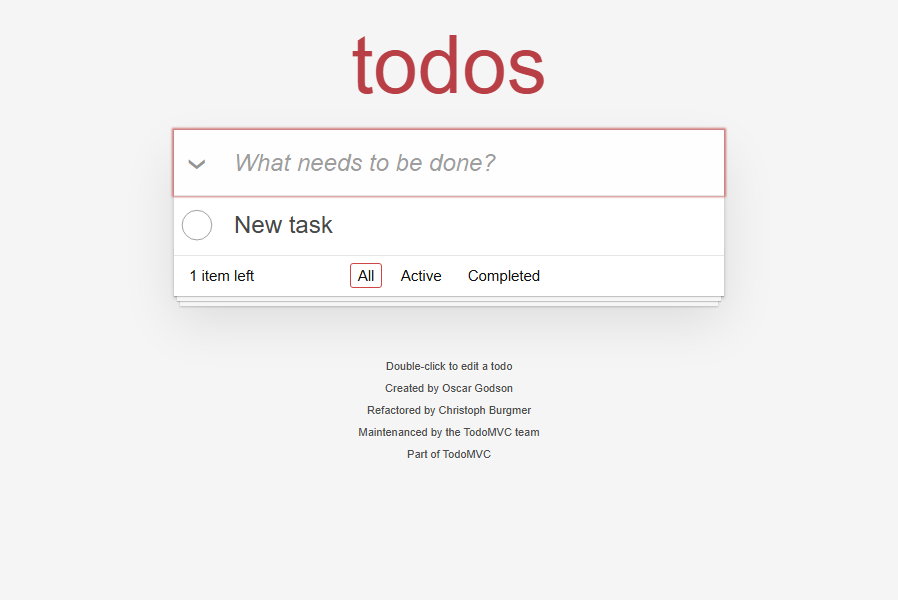 todos
What needs to be done?
New task
1 item left All Active Completed
Double-click to edit a todo
Created by Oscar Godson
Refactored by Christoph Burgmer
Maintenanced by the TodoMVC team
Part of TodoMVC